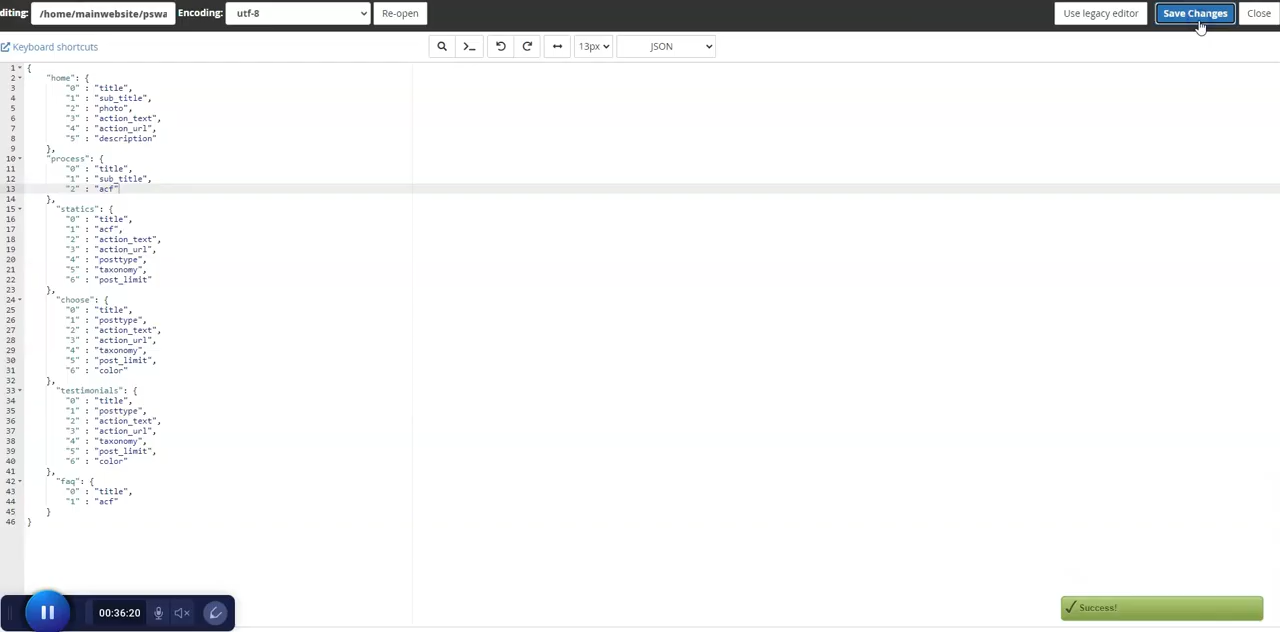 diting: /home/mainwebsite/pswa Encoding: utf-8 Re-open Use legacy editor Save Changes Close
Keyboard shortcuts 13px JSON
1 {
2 "home": {
3 "0" : "title",
4 "1" : "sub_title",
5 "2" : "photo",
6 "3" : "action_text",
7 "4" : "action_url",
8 "5" : "description"
9 },
10 "process": {
11 "0" : "title",
12 "1" : "sub_title",
13 "2" : "acf"
14 },
15 "statics": {
16 "0" : "title",
17 "1" : "acf",
18 "2" : "action_text",
19 "3" : "action_url",
20 "4" : "posttype",
21 "5" : "taxonomy",
22 "6" : "post_limit"
23 },
24 "choose": {
25 "0" : "title",
26 "1" : "posttype",
27 "2" : "action_text",
28 "3" : "action_url",
29 "4" : "taxonomy",
30 "5" : "post_limit",
31 "6" : "color"
32 },
33 "testimonials": {
34 "0" : "title",
35 "1" : "posttype",
36 "2" : "action_text",
37 "3" : "action_url",
38 "4" : "taxonomy",
39 "5" : "post_limit",
40 "6" : "color"
41 },
42 "faq": {
43 "0" : "title",
44 "1" : "acf"
45 }
46 }
00:36:20
Success!